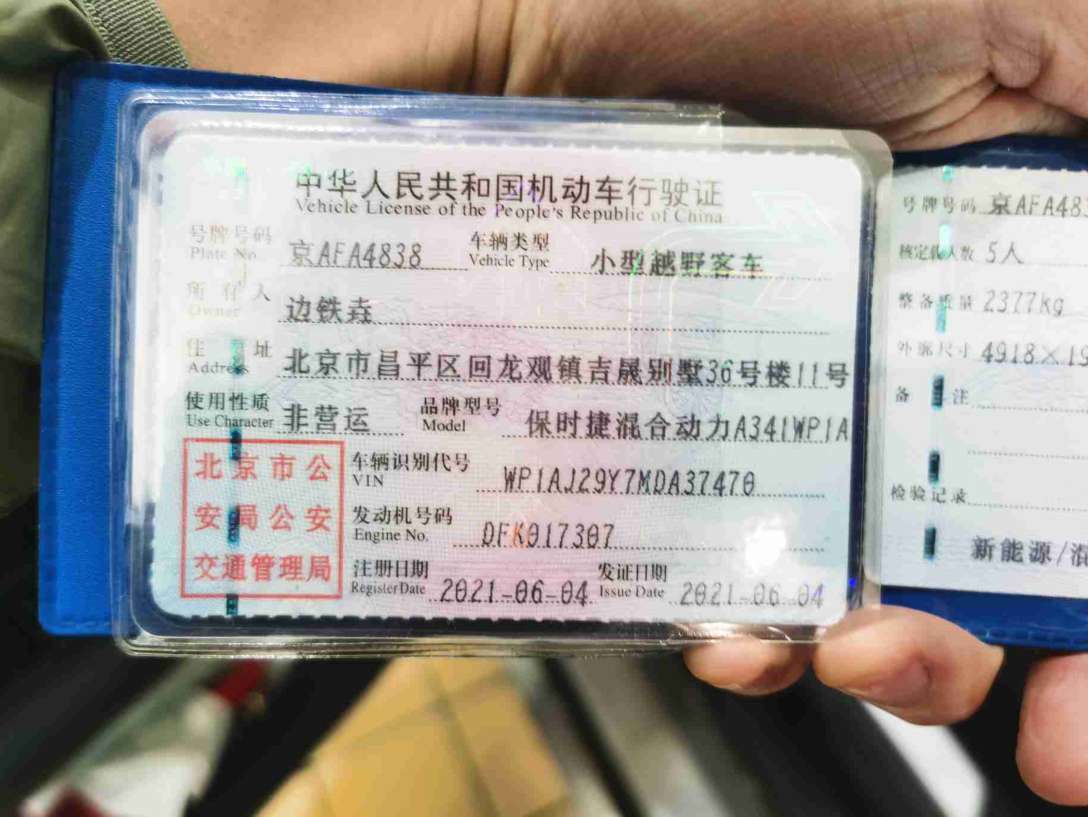 中华人民共和国机动车行驶证
Vehicle License of the People's Republic of China
号牌号码 京AFA4838 车辆类型 小型越野客车
Plate No. Vehicle Type
所有人 边铁垚
Owner
住址 北京市昌平区回龙观镇吉晟别墅36号楼11号
Address
使用性质 非营运 品牌型号 保时捷混合动力A341WP1A
Use Character Model
北京市公
安局公安
交通管理局
车辆识别代号 WP1AJ29Y7MDA37470
VIN
发动机号码 DFK017307
Engine No.
注册日期 2021-06-04 发证日期 2021-06-04
Register Date Issue Date
号牌号码 京AFA483
核定载人数 5人
整备质量 2377kg
外廓尺寸 4918×19
备注
检验记录
新能源/